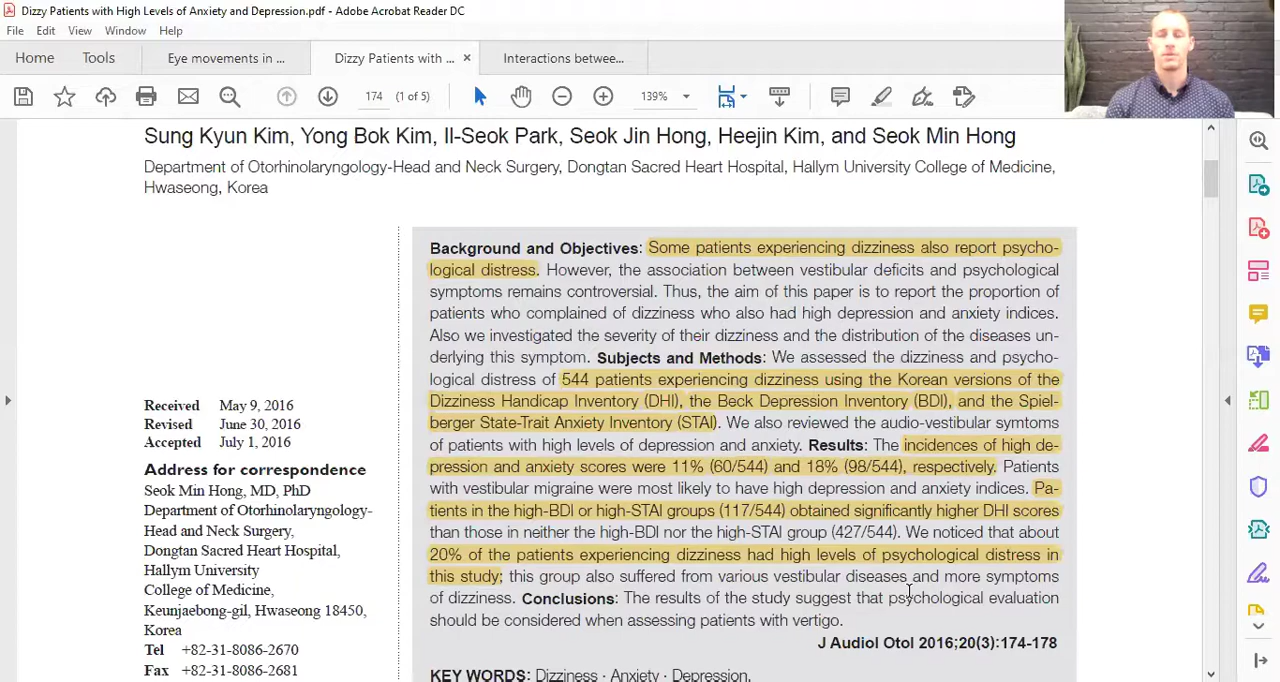 Dizzy Patients with High Levels of Anxiety and Depression.pdf - Adobe Acrobat Reader DC
File Edit View Window Help
Home Tools Eye movements in ... Dizzy Patients with ... × Interactions betwee...
174 (1 of 5) 139%
Sung Kyun Kim, Yong Bok Kim, Il-Seok Park, Seok Jin Hong, Heejin Kim, and Seok Min Hong
Department of Otorhinolaryngology-Head and Neck Surgery, Dongtan Sacred Heart Hospital, Hallym University College of Medicine,
Hwaseong, Korea
Received May 9, 2016
Revised June 30, 2016
Accepted July 1, 2016
Address for correspondence
Seok Min Hong, MD, PhD
Department of Otorhinolaryngology-
Head and Neck Surgery,
Dongtan Sacred Heart Hospital,
Hallym University
College of Medicine,
Keunjaebong-gil, Hwaseong 18450,
Korea
Tel +82-31-8086-2670
Fax +82-31-8086-2681
Background and Objectives: Some patients experiencing dizziness also report psycho-
logical distress. However, the association between vestibular deficits and psychological
symptoms remains controversial. Thus, the aim of this paper is to report the proportion of
patients who complained of dizziness who also had high depression and anxiety indices.
Also we investigated the severity of their dizziness and the distribution of the diseases un-
derlying this symptom. Subjects and Methods: We assessed the dizziness and psycho-
logical distress of 544 patients experiencing dizziness using the Korean versions of the
Dizziness Handicap Inventory (DHI), the Beck Depression Inventory (BDI), and the Spiel-
berger State-Trait Anxiety Inventory (STAI). We also reviewed the audio-vestibular symtoms
of patients with high levels of depression and anxiety. Results: The incidences of high de-
pression and anxiety scores were 11% (60/544) and 18% (98/544), respectively. Patients
with vestibular migraine were most likely to have high depression and anxiety indices. Pa-
tients in the high-BDI or high-STAI groups (117/544) obtained significantly higher DHI scores
than those in neither the high-BDI nor the high-STAI group (427/544). We noticed that about
20% of the patients experiencing dizziness had high levels of psychological distress in
this study; this group also suffered from various vestibular diseases and more symptoms
of dizziness. Conclusions: The results of the study suggest that psychological evaluation
should be considered when assessing patients with vertigo.
J Audiol Otol 2016;20(3):174-178
KEY WORDS: Dizziness · Anxiety · Depression.